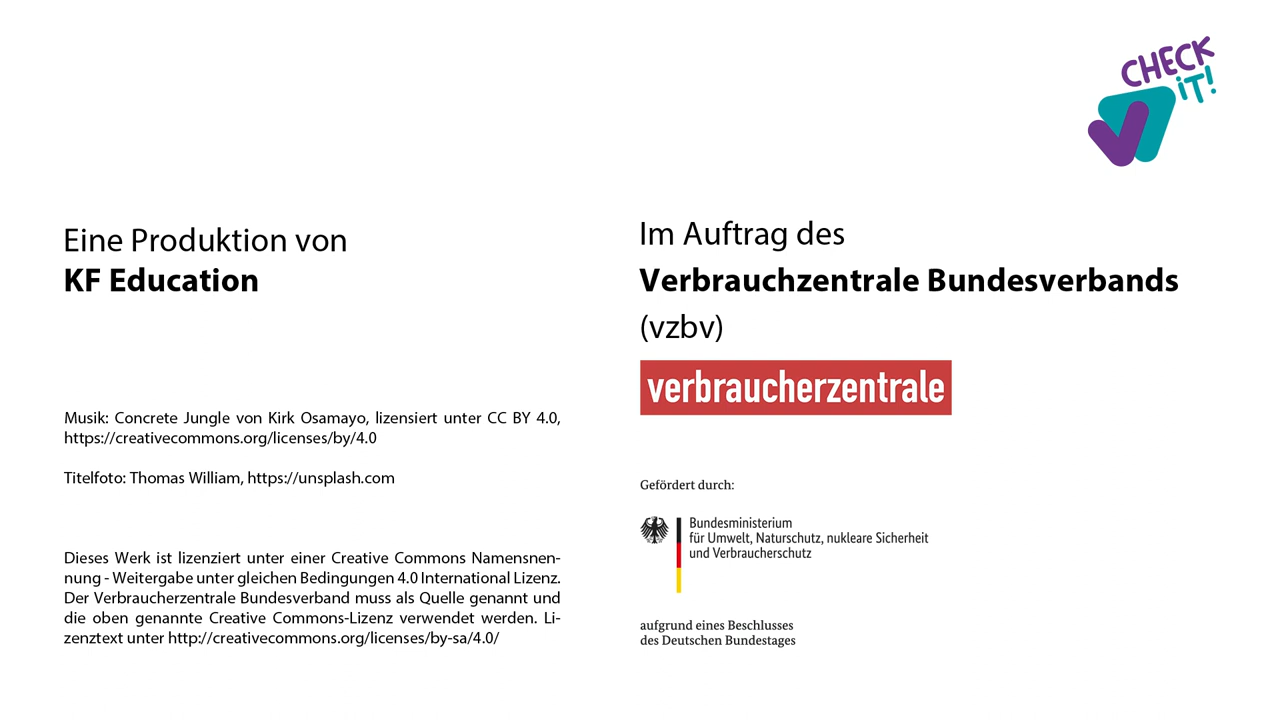 CHECK
iT!
Eine Produktion von
KF Education
Musik: Concrete Jungle von Kirk Osamayo, lizensiert unter CC BY 4.0,
https://creativecommons.org/licenses/by/4.0
Titelfoto: Thomas William, https://unsplash.com
Dieses Werk ist lizenziert unter einer Creative Commons Namensnen-
nung - Weitergabe unter gleichen Bedingungen 4.0 International Lizenz.
Der Verbraucherzentrale Bundesverband muss als Quelle genannt und
die oben genannte Creative Commons-Lizenz verwendet werden. Li-
zenztext unter http://creativecommons.org/licenses/by-sa/4.0/
Im Auftrag des
Verbrauchzentrale Bundesverbands
(vzbv)
verbraucherzentrale
Gefördert durch:
Bundesministerium
für Umwelt, Naturschutz, nukleare Sicherheit
und Verbraucherschutz
aufgrund eines Beschlusses
des Deutschen Bundestages